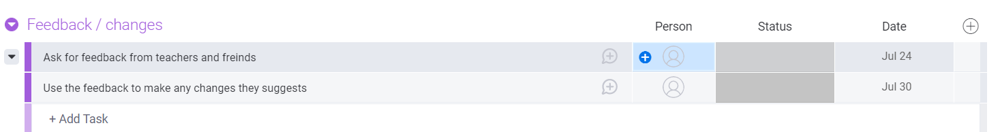 Feedback / changes
Person Status Date
Ask for feedback from teachers and freinds Jul 24
Use the feedback to make any changes they suggests Jul 30
+ Add Task